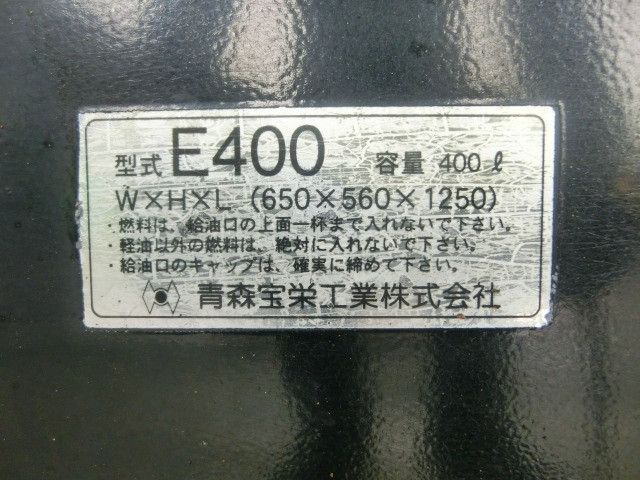 型式 E400 容量 400ℓ
W×H×L (650×560×1250)
・燃料は、給油口の上面一杯まで入れないで下さい。
・軽油以外の燃料は、絶対に入れないで下さい。
・給油口のキャップは、確実に締めて下さい。
青森宝栄工業株式会社